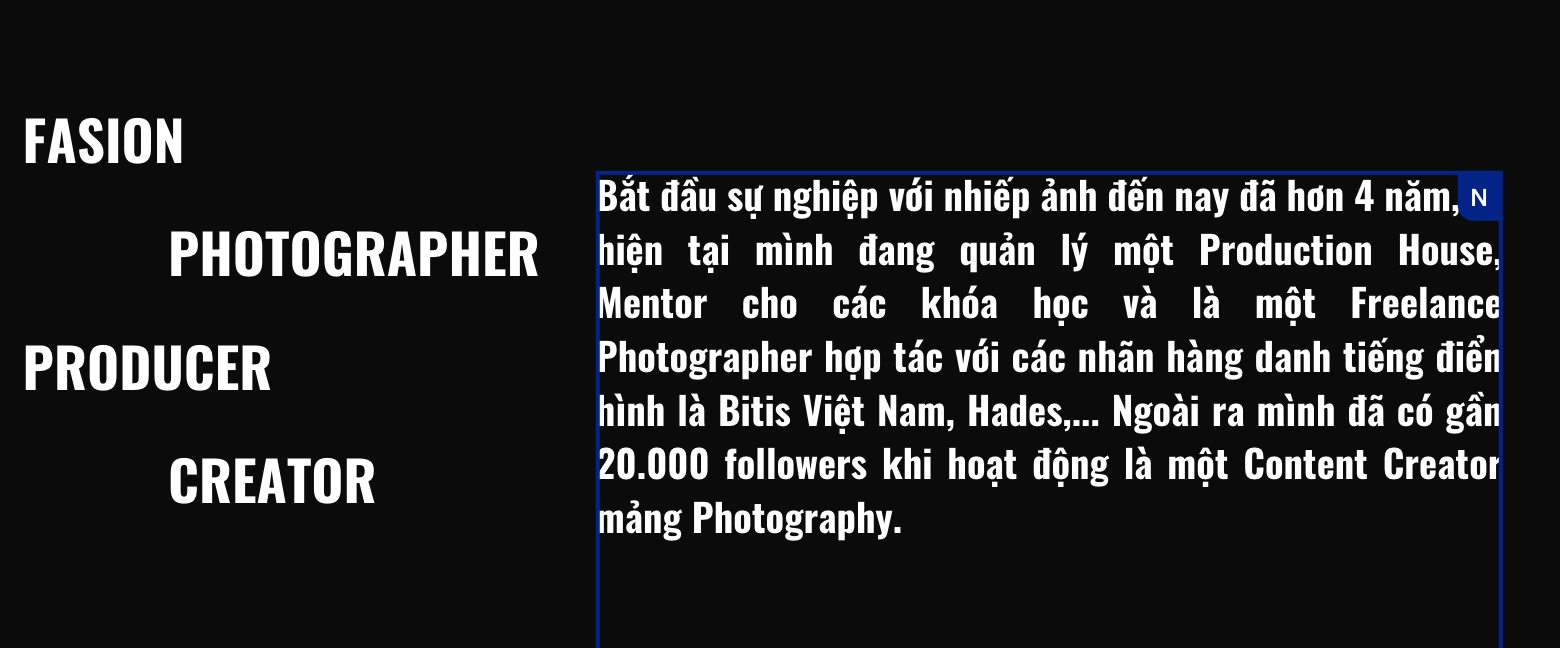 FASION
PHOTOGRAPHER
PRODUCER
CREATOR
Bắt đầu sự nghiệp với nhiếp ảnh đến nay đã hơn 4 năm,
N
hiện tại mình đang quản lý một Production House,
Mentor cho các khóa học và là một Freelance
Photographer hợp tác với các nhãn hàng danh tiếng điển
hình là Bitis Việt Nam, Hades,... Ngoài ra mình đã có gần
20.000 followers khi hoạt động là một Content Creator
mảng Photography.